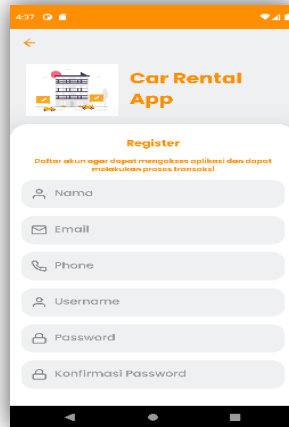 4:37
Car Rental
App
Register
Daftar akun agar dapat mengakses aplikasi dan dapat
melakukan proses transaksi
Nama
Email
Phone
Username
Password
Konfirmasi Password